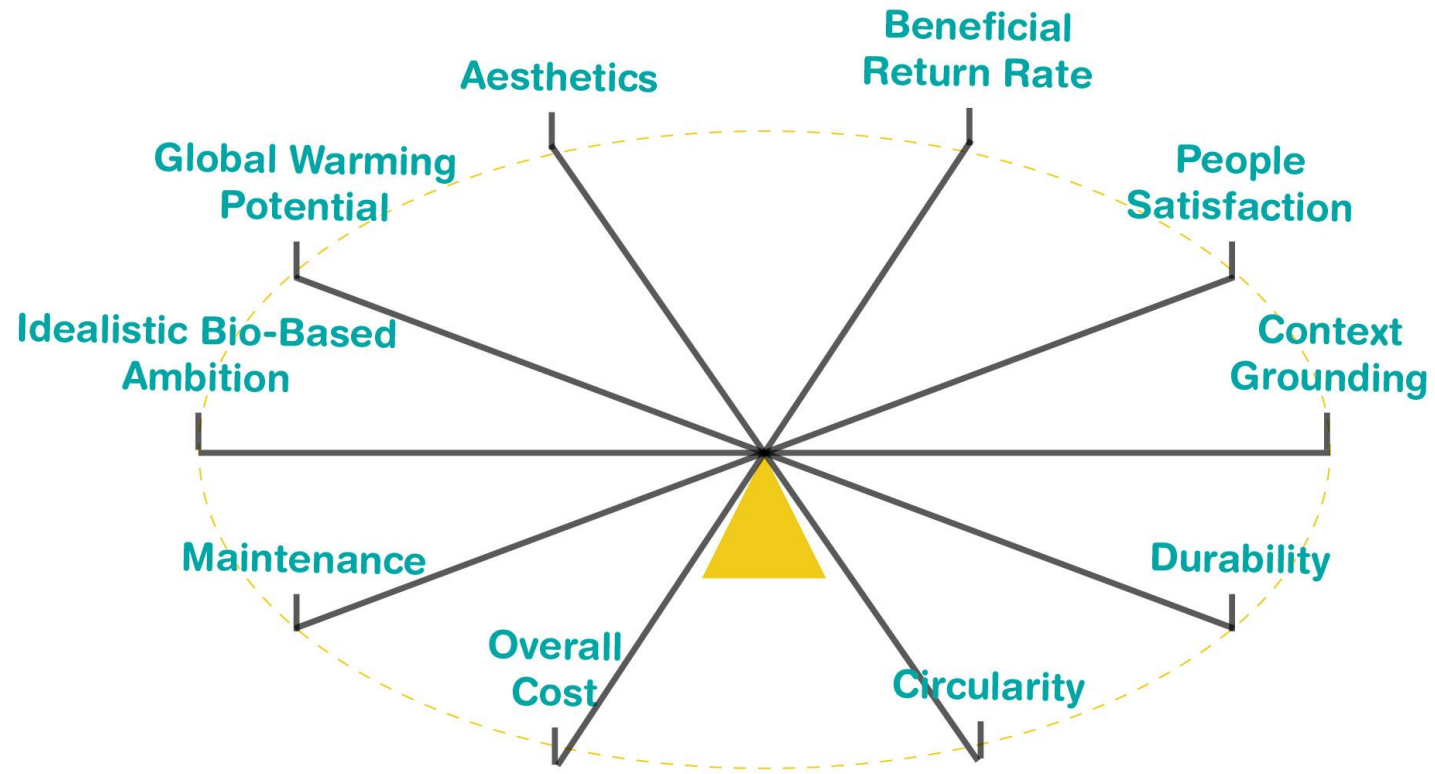 Beneficial
Return Rate
Aesthetics
Global Warming
Potential
People
Satisfaction
Idealistic Bio-Based
Ambition
Context
Grounding
Maintenance
Durability
Overall
Cost
Circularity